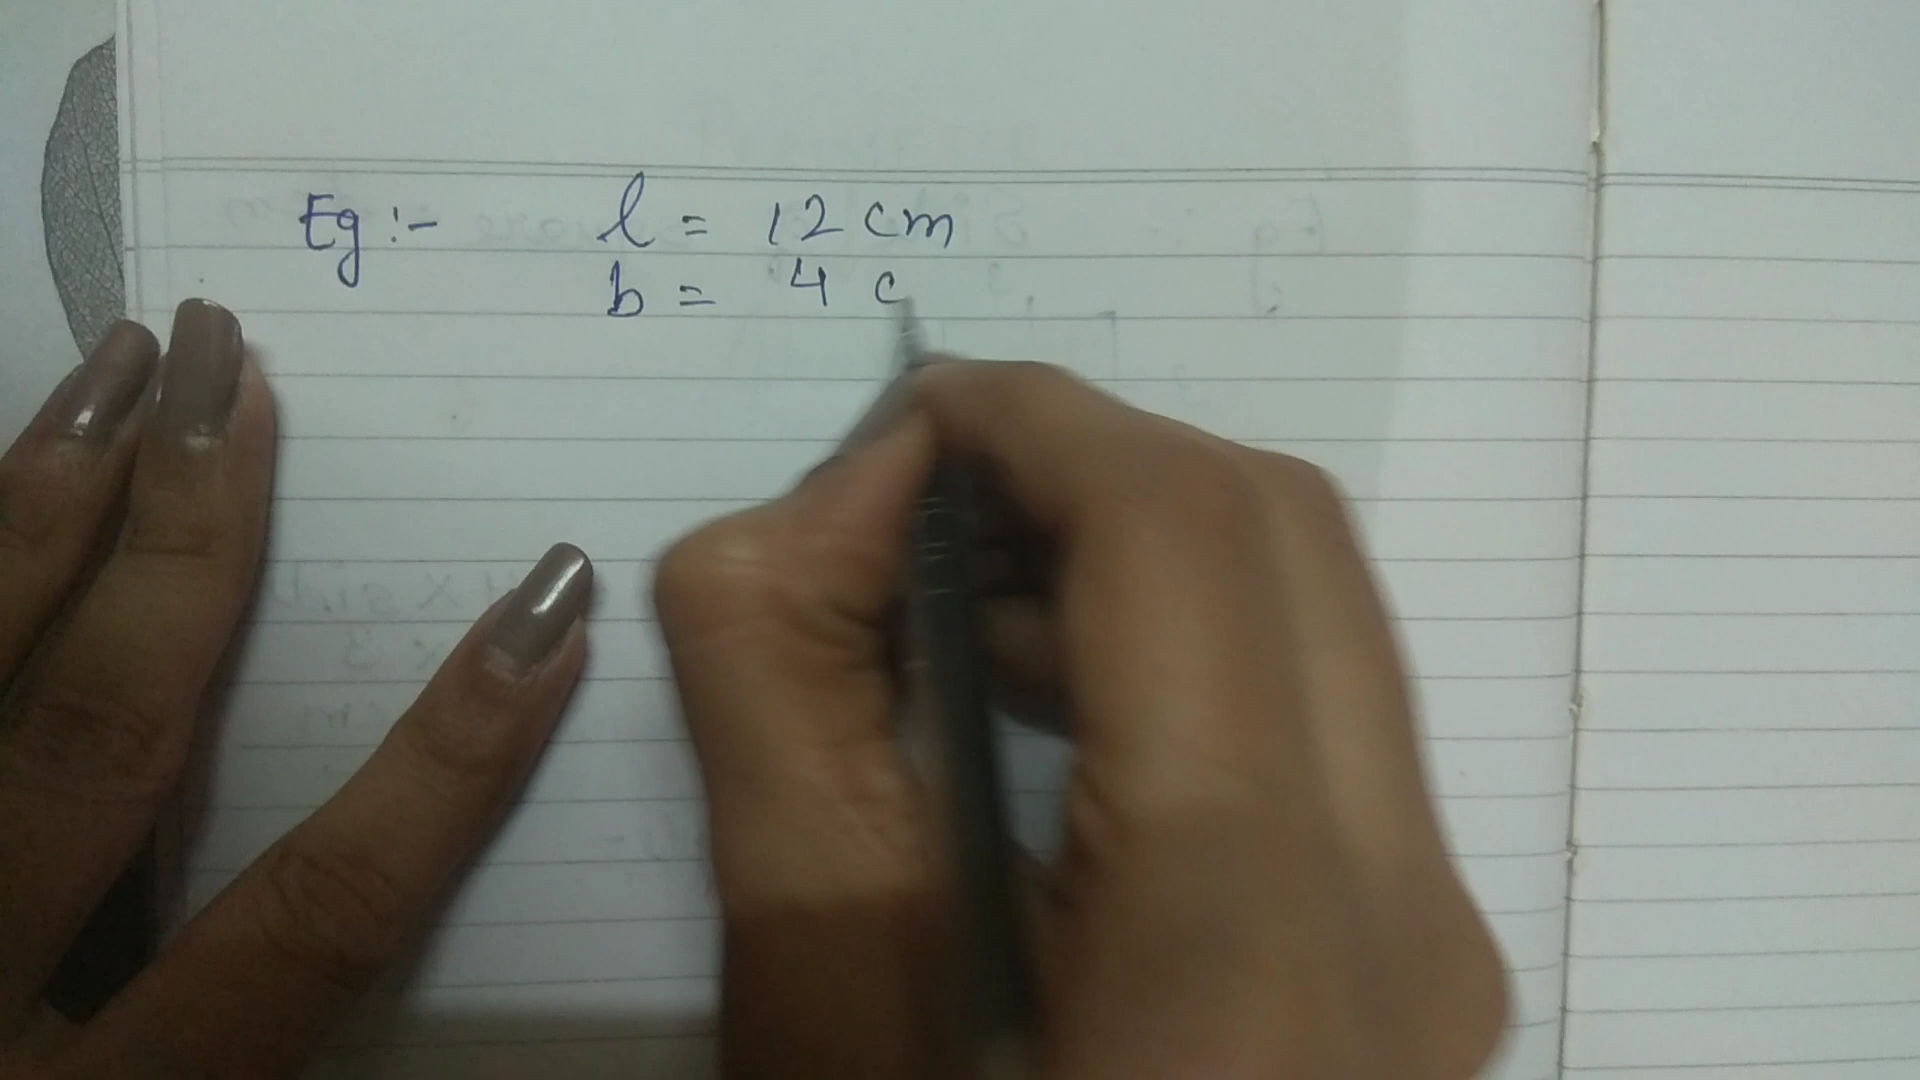 Eg :- l = 12 cm
b = 4 c